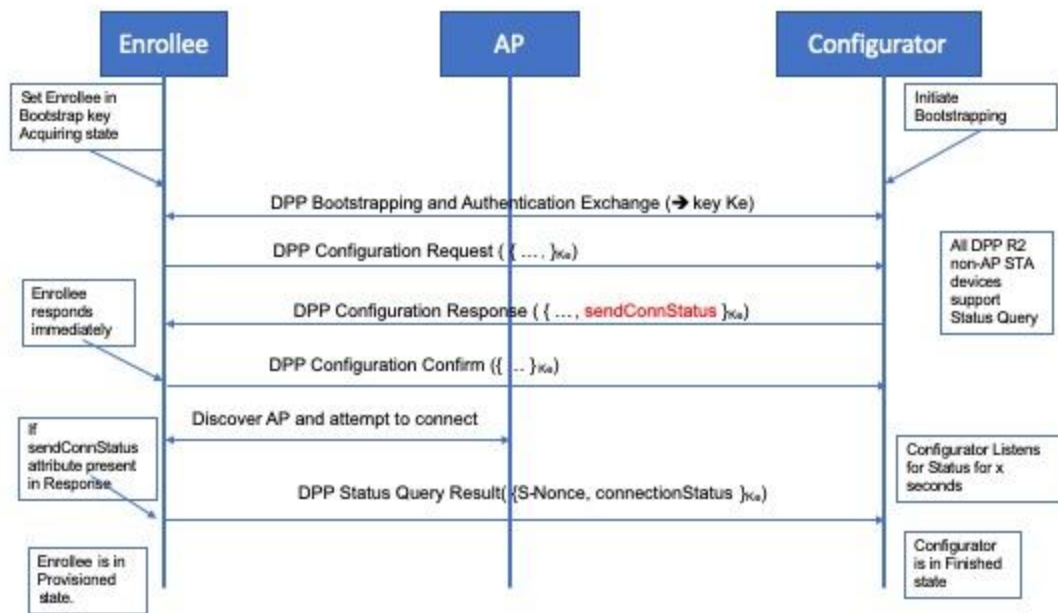 Enrollee
AP
Configurator
Set Enrollee in
Bootstrap key
Acquiring state
Initiate
Bootstrapping
DPP Bootstrapping and Authentication Exchange (➔ key Ke)
DPP Configuration Request ( { ... , }Ke)
All DPP R2
non-AP STA
devices
support
Status Query
Enrollee
responds
immediately
DPP Configuration Response ( { ..., sendConnStatus }Ke)
DPP Configuration Confirm ({ ... }Ke)
Discover AP and attempt to connect
If
sendConnStatus
attribute present
in Response
Configurator Listens
for Status for x
seconds
DPP Status Query Result( {S-Nonce, connectionStatus }Ke)
Enrollee is in
Provisioned
state.
Configurator
is in Finished
state